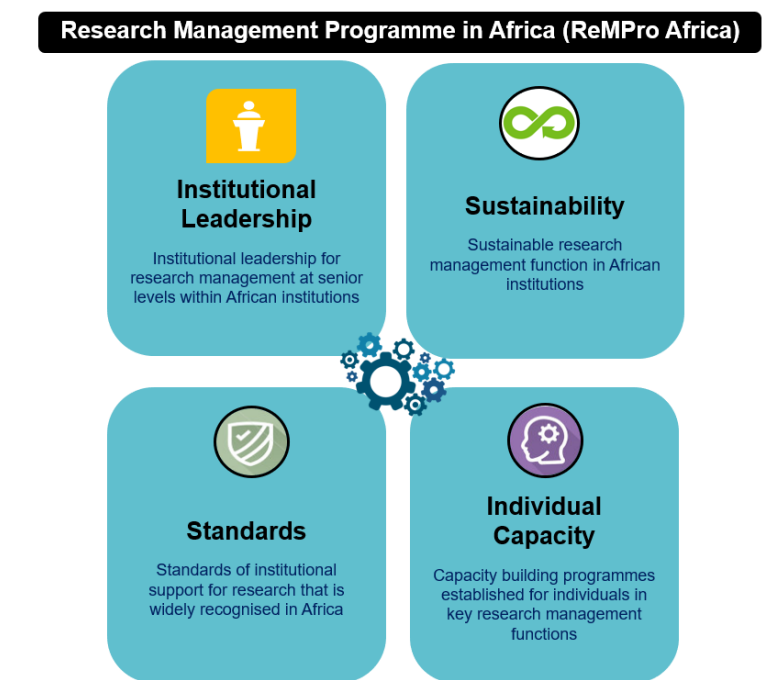 Research Management Programme in Africa (ReMPro Africa)
Institutional
Leadership
Institutional leadership for
research management at senior
levels within African institutions
Sustainability
Sustainable research
management function in African
institutions
Standards
Standards of institutional
support for research that is
widely recognised in Africa
Individual
Capacity
Capacity building programmes
established for individuals in
key research management
functions